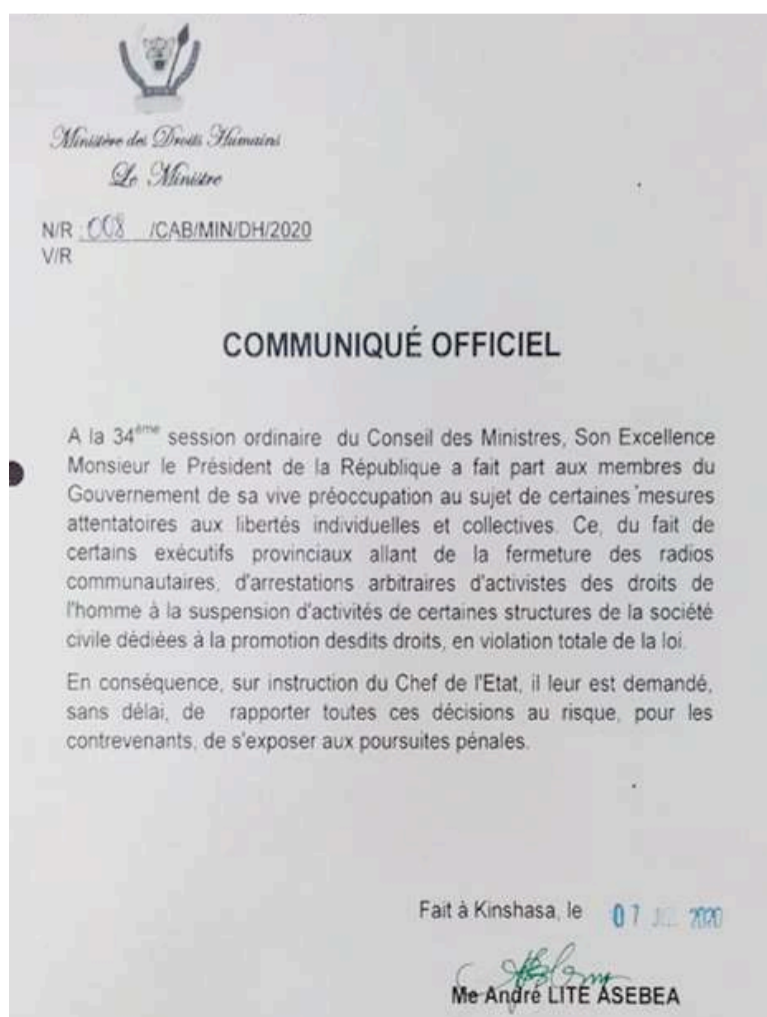 Ministère des Droits Humains
Le Ministre
N/R : 008 /CAB/MIN/DH/2020
V/R
COMMUNIQUÉ OFFICIEL
A la 34ème session ordinaire du Conseil des Ministres, Son Excellence
Monsieur le Président de la République a fait part aux membres du
Gouvernement de sa vive préoccupation au sujet de certaines mesures
attentatoires aux libertés individuelles et collectives. Ce, du fait de
certains exécutifs provinciaux allant de la fermeture des radios
communautaires, d'arrestations arbitraires d'activistes des droits de
l'homme à la suspension d'activités de certaines structures de la société
civile dédiées à la promotion desdits droits, en violation totale de la loi.
En conséquence, sur instruction du Chef de l'Etat, il leur est demandé,
sans délai, de rapporter toutes ces décisions au risque, pour les
contrevenants, de s'exposer aux poursuites pénales.
Fait à Kinshasa, le 07 2020
Me André LITE ASEBEA